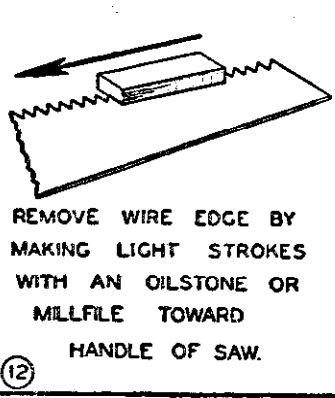 REMOVE WIRE EDGE BY
MAKING LIGHT STROKES
WITH AN OILSTONE OR
MILLFILE TOWARD
HANDLE OF SAW.
12